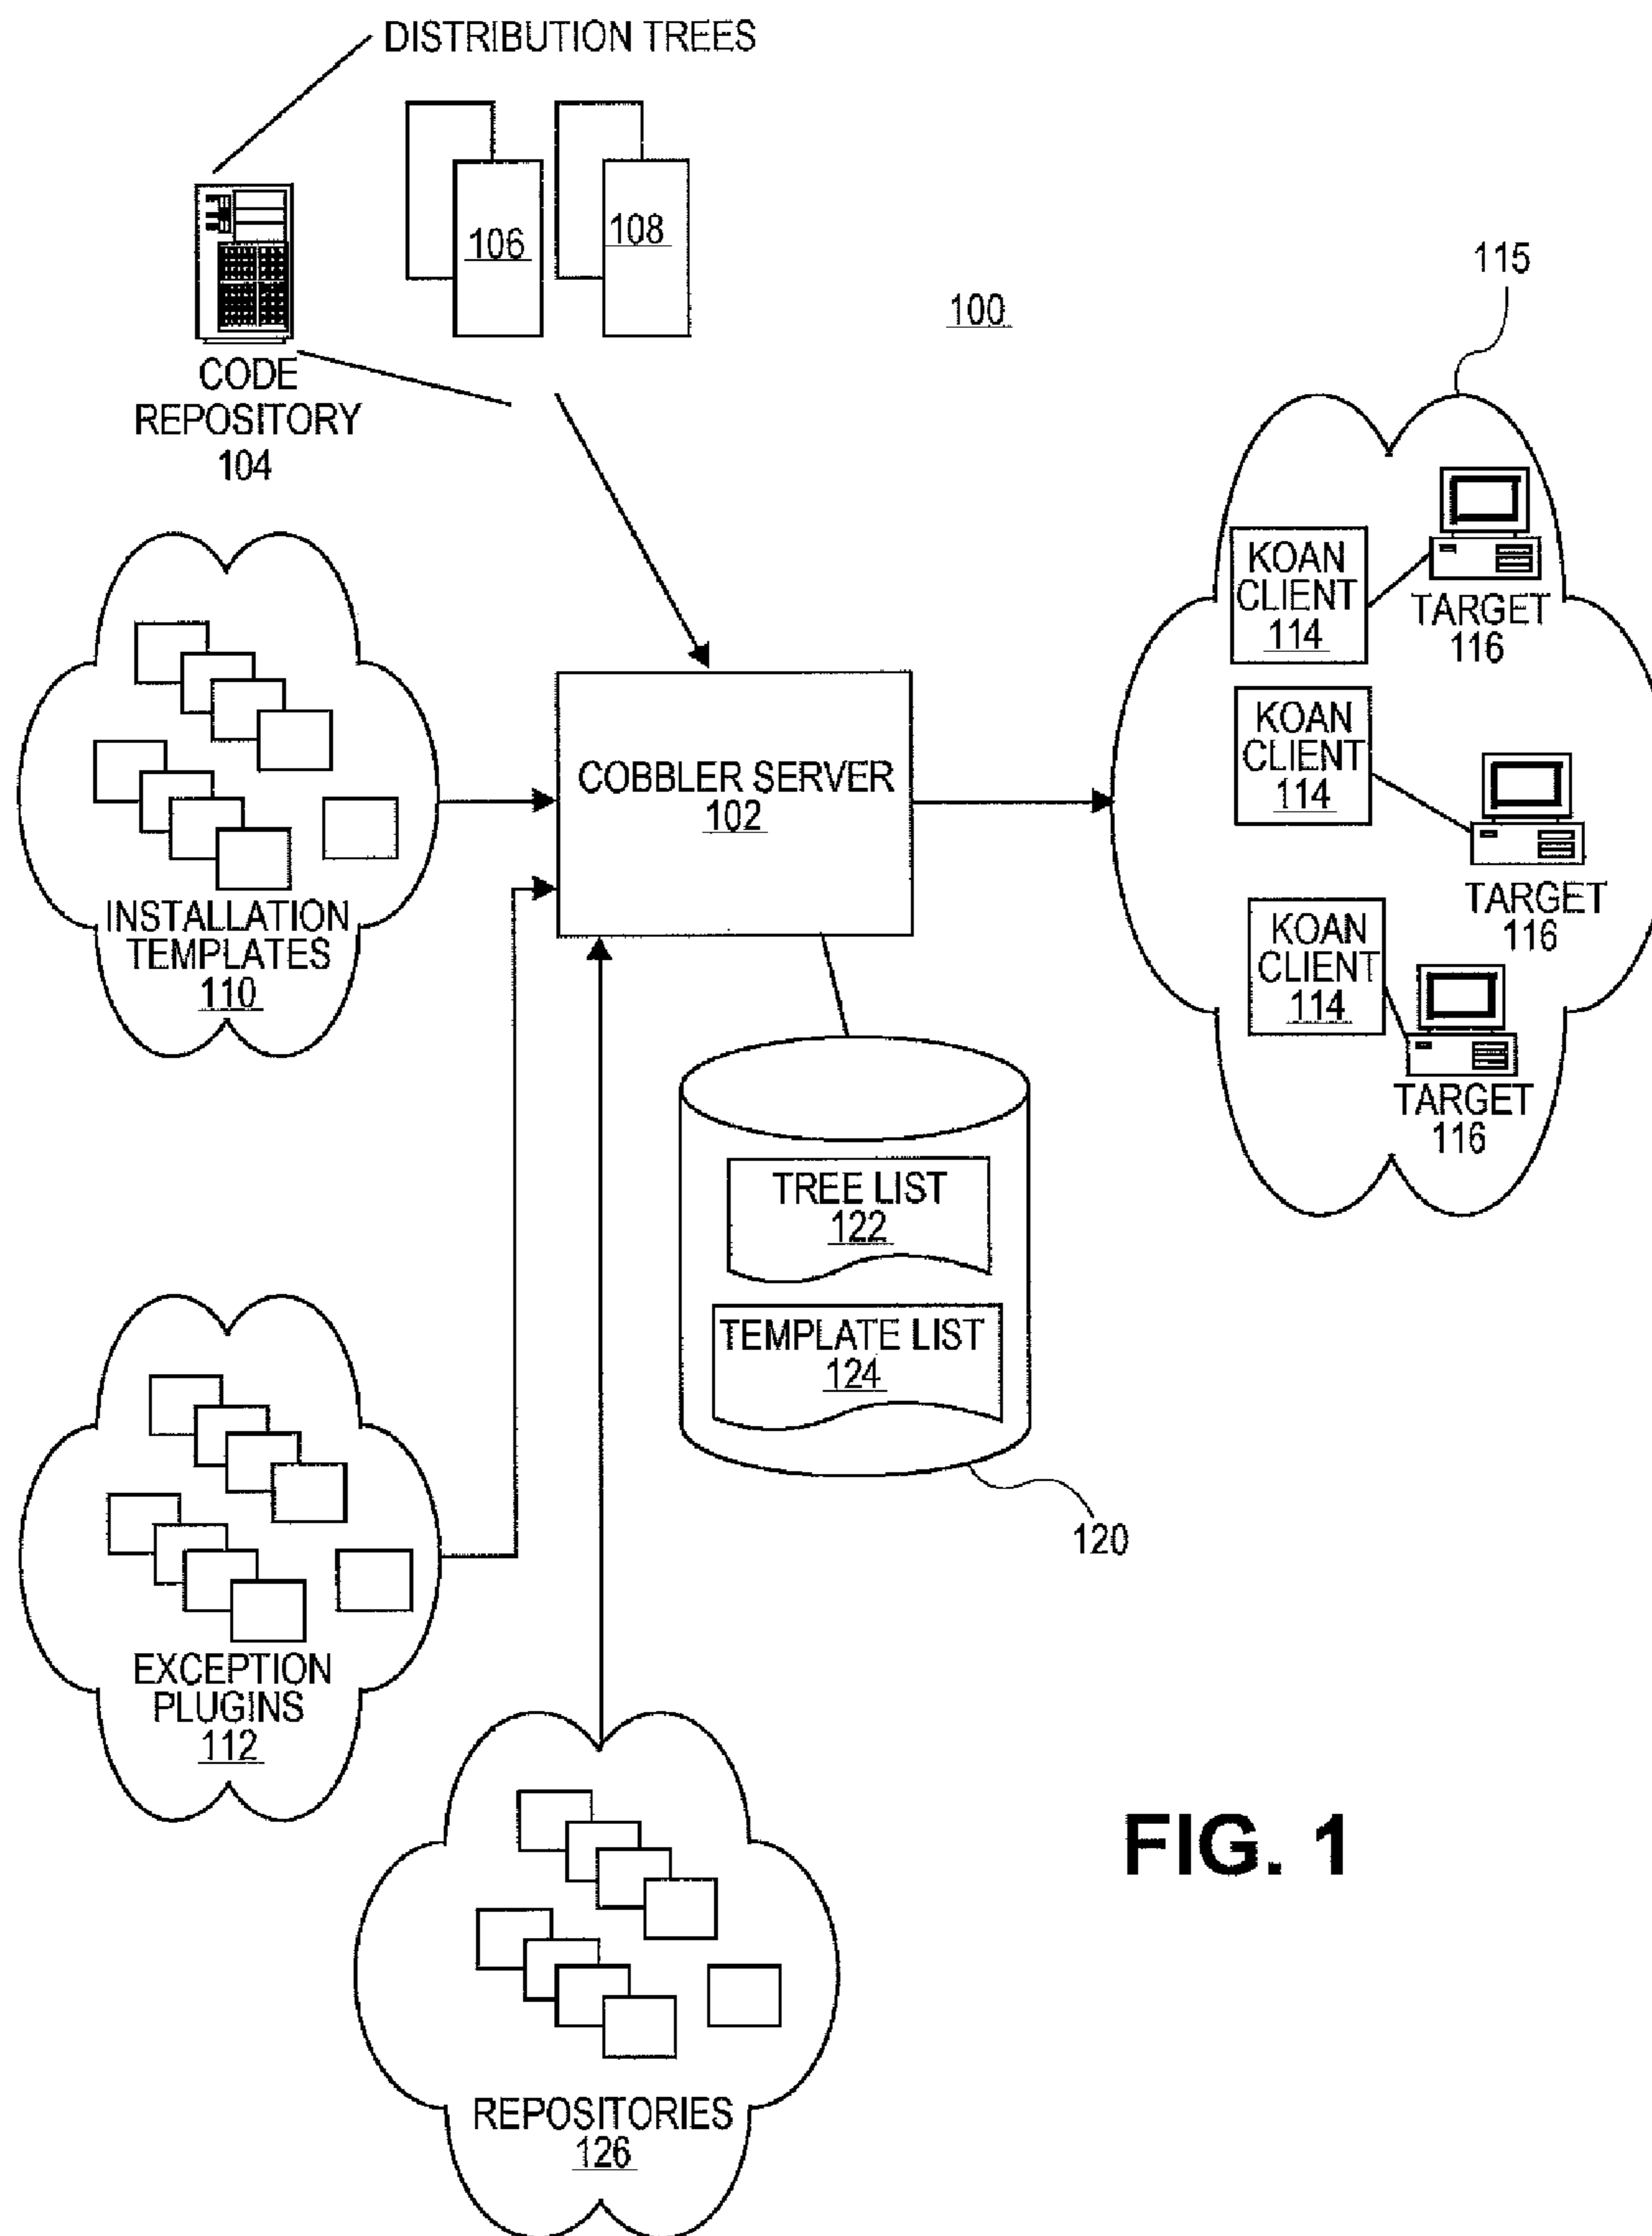 DISTRIBUTION TREES
106
108
100
115
CODE
REPOSITORY
104
KOAN
CLIENT
114
TARGET
116
KOAN
CLIENT
114
TARGET
116
KOAN
CLIENT
114
TARGET
116
COBBLER SERVER
102
INSTALLATION
TEMPLATES
110
TREE LIST
122
TEMPLATE LIST
124
120
EXCEPTION
PLUGINS
112
REPOSITORIES
126
FIG. 1